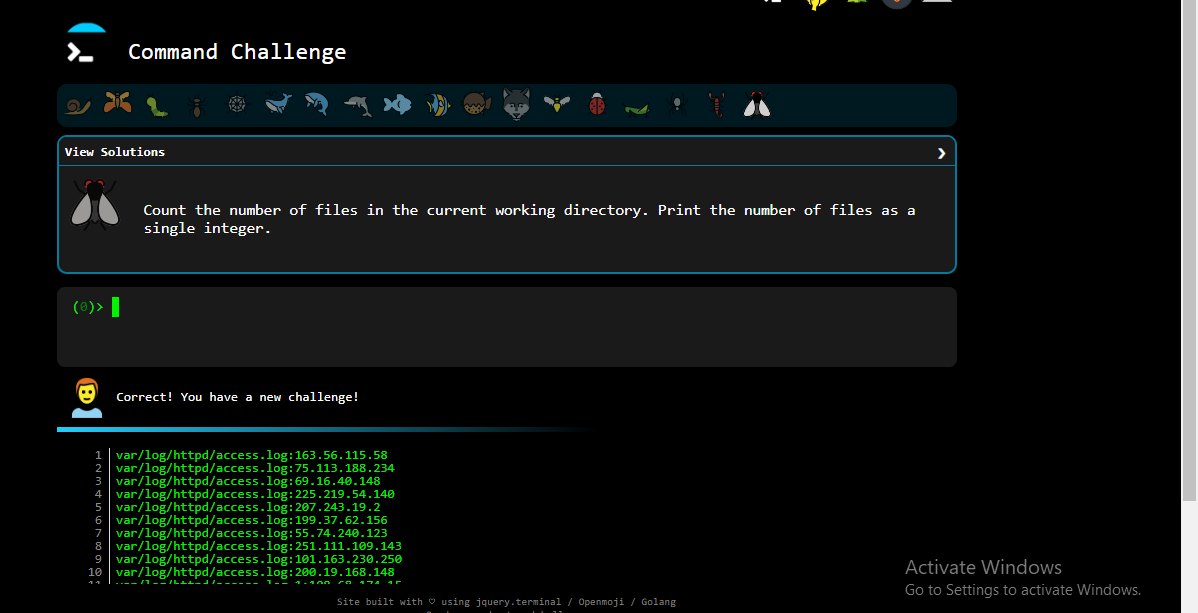 Command Challenge
View Solutions
Count the number of files in the current working directory. Print the number of files as a
single integer.
(0)>
Correct! You have a new challenge!
1 var/log/httpd/access.log:163.56.115.58
2 var/log/httpd/access.log:75.113.188.234
3 var/log/httpd/access.log:69.16.40.148
4 var/log/httpd/access.log:225.219.54.140
5 var/log/httpd/access.log:207.243.19.2
6 var/log/httpd/access.log:199.37.62.156
7 var/log/httpd/access.log:55.74.240.123
8 var/log/httpd/access.log:251.111.109.143
9 var/log/httpd/access.log:101.163.230.250
10 var/log/httpd/access.log:200.19.168.148
Activate Windows
Go to Settings to activate Windows.
Site built with ♡ using jquery.terminal / Openmoji / Golang